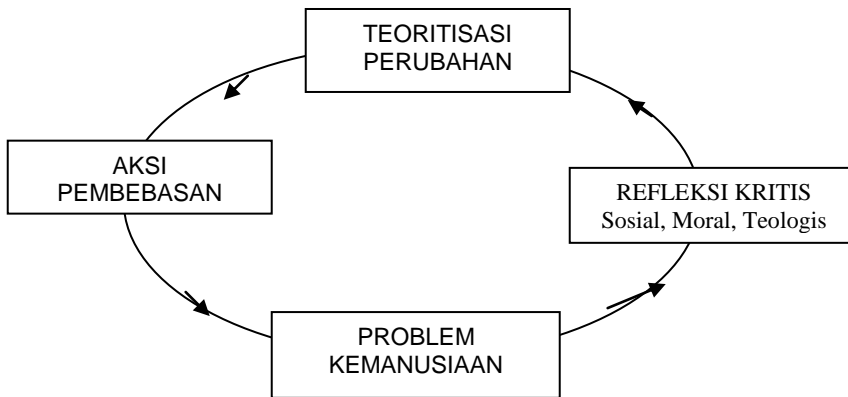 TEORITISASI
PERUBAHAN
AKSI
PEMBEBASAN
REFLEKSI KRITIS
Sosial, Moral, Teologis
PROBLEM
KEMANUSIAAN